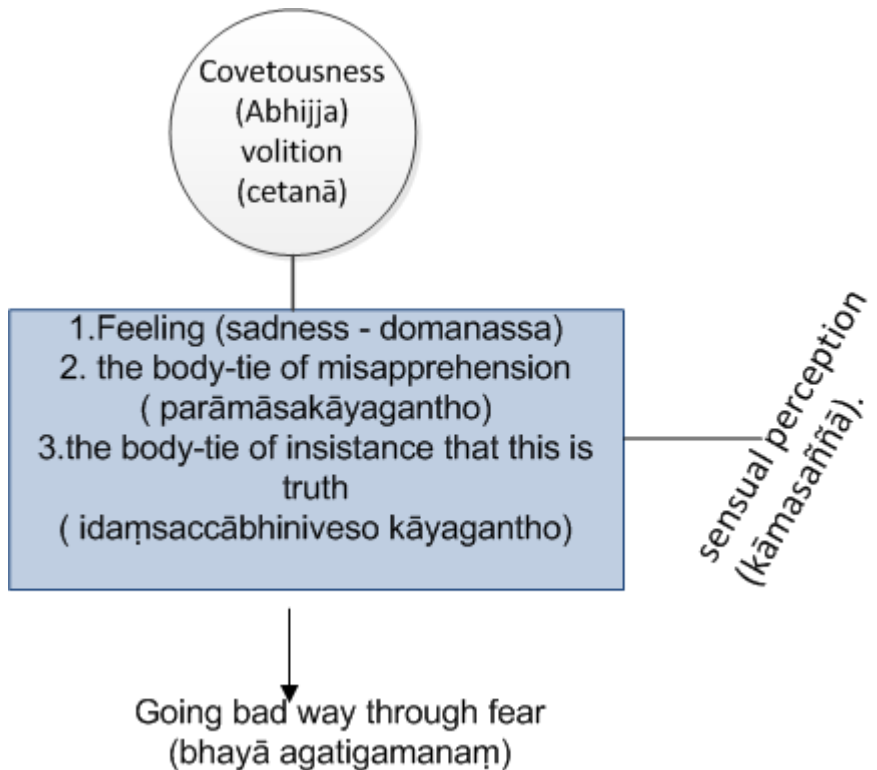 Covetousness
(Abhijja)
volition
(cetanā)
1.Feeling (sadness - domanassa)
2. the body-tie of misapprehension
( parāmāsakāyagantho)
3.the body-tie of insistance that this is
truth
( idaṃsaccābhiniveso kāyagantho)
sensual perception
(kāmasaññā).
Going bad way through fear
(bhayā agatigamanaṃ)